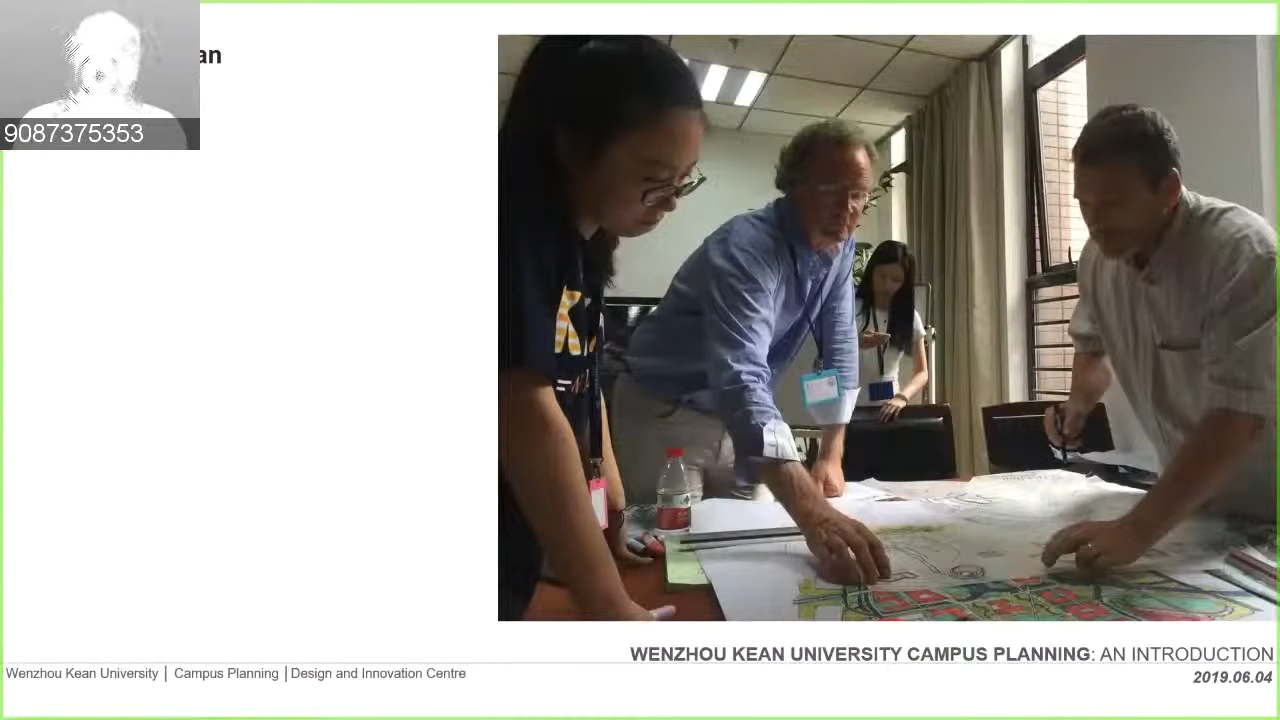 an
9087375353
WENZHOU KEAN UNIVERSITY CAMPUS PLANNING: AN INTRODUCTION
Wenzhou Kean University │ Campus Planning │Design and Innovation Centre
2019.06.04